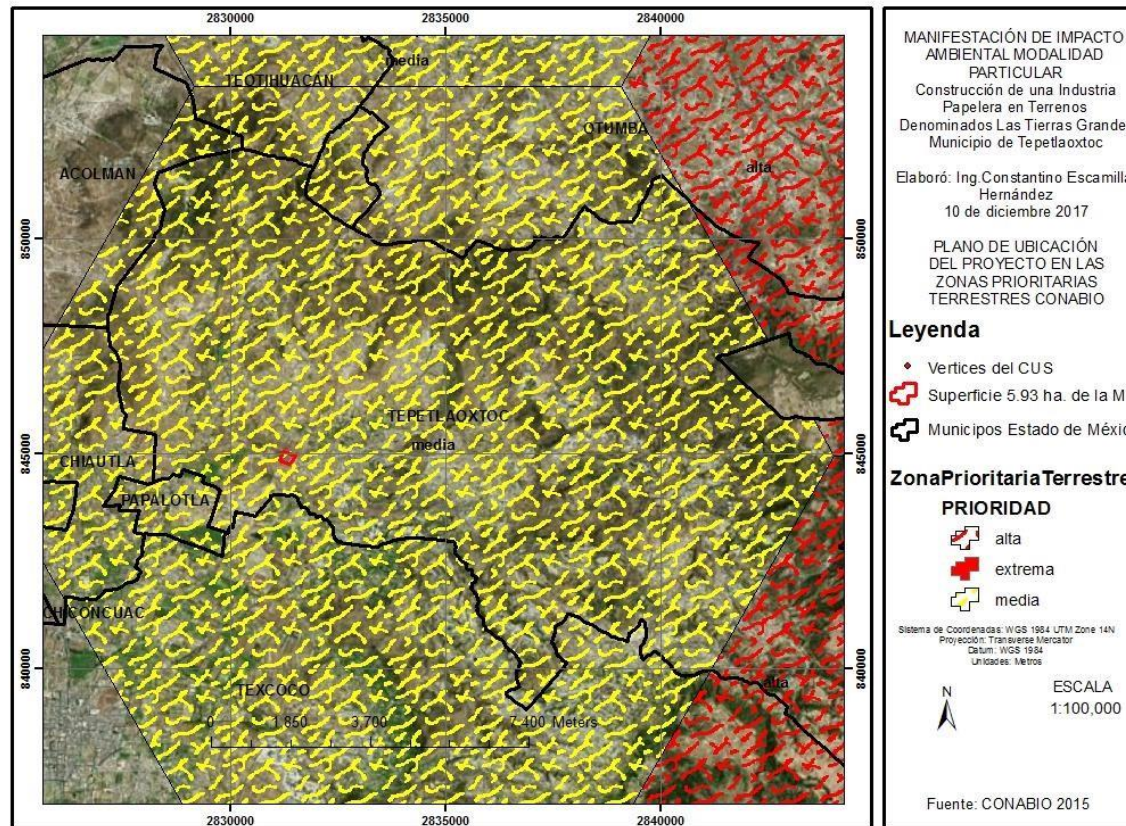 2830000
2835000
2840000
media
TEOTIHUACAN
OTUMBA
ACOLMAN
alta
850000
850000
TEPETLAOXTOC
media
845000
845000
CHIAUTLA
PAPALOTLA
CHICONCUAC
840000
840000
TEXCOCO
alta
0 1,850 3,700 7,400 Meters
2830000
2835000
2840000
MANIFESTACIÓN DE IMPACTO
AMBIENTAL MODALIDAD
PARTICULAR
Construcción de una Industria
Papelera en Terrenos
Denominados Las Tierras Grande
Municipio de Tepetlaoxtoc
Elaboró: Ing.Constantino Escamilla
Hernández
10 de diciembre 2017
PLANO DE UBICACIÓN
DEL PROYECTO EN LAS
ZONAS PRIORITARIAS
TERRESTRES CONABIO
Leyenda
Vertices del CUS
Superficie 5.93 ha. de la M
Municipos Estado de Méxic
ZonaPrioritariaTerrestre
PRIORIDAD
alta
extrema
media
Sistema de Coordenadas: WGS 1984 UTM Zone 14N
Proyección: Transverse Mercator
Datum: WGS 1984
Unidades: Metros
N
ESCALA
1:100,000
Fuente: CONABIO 2015